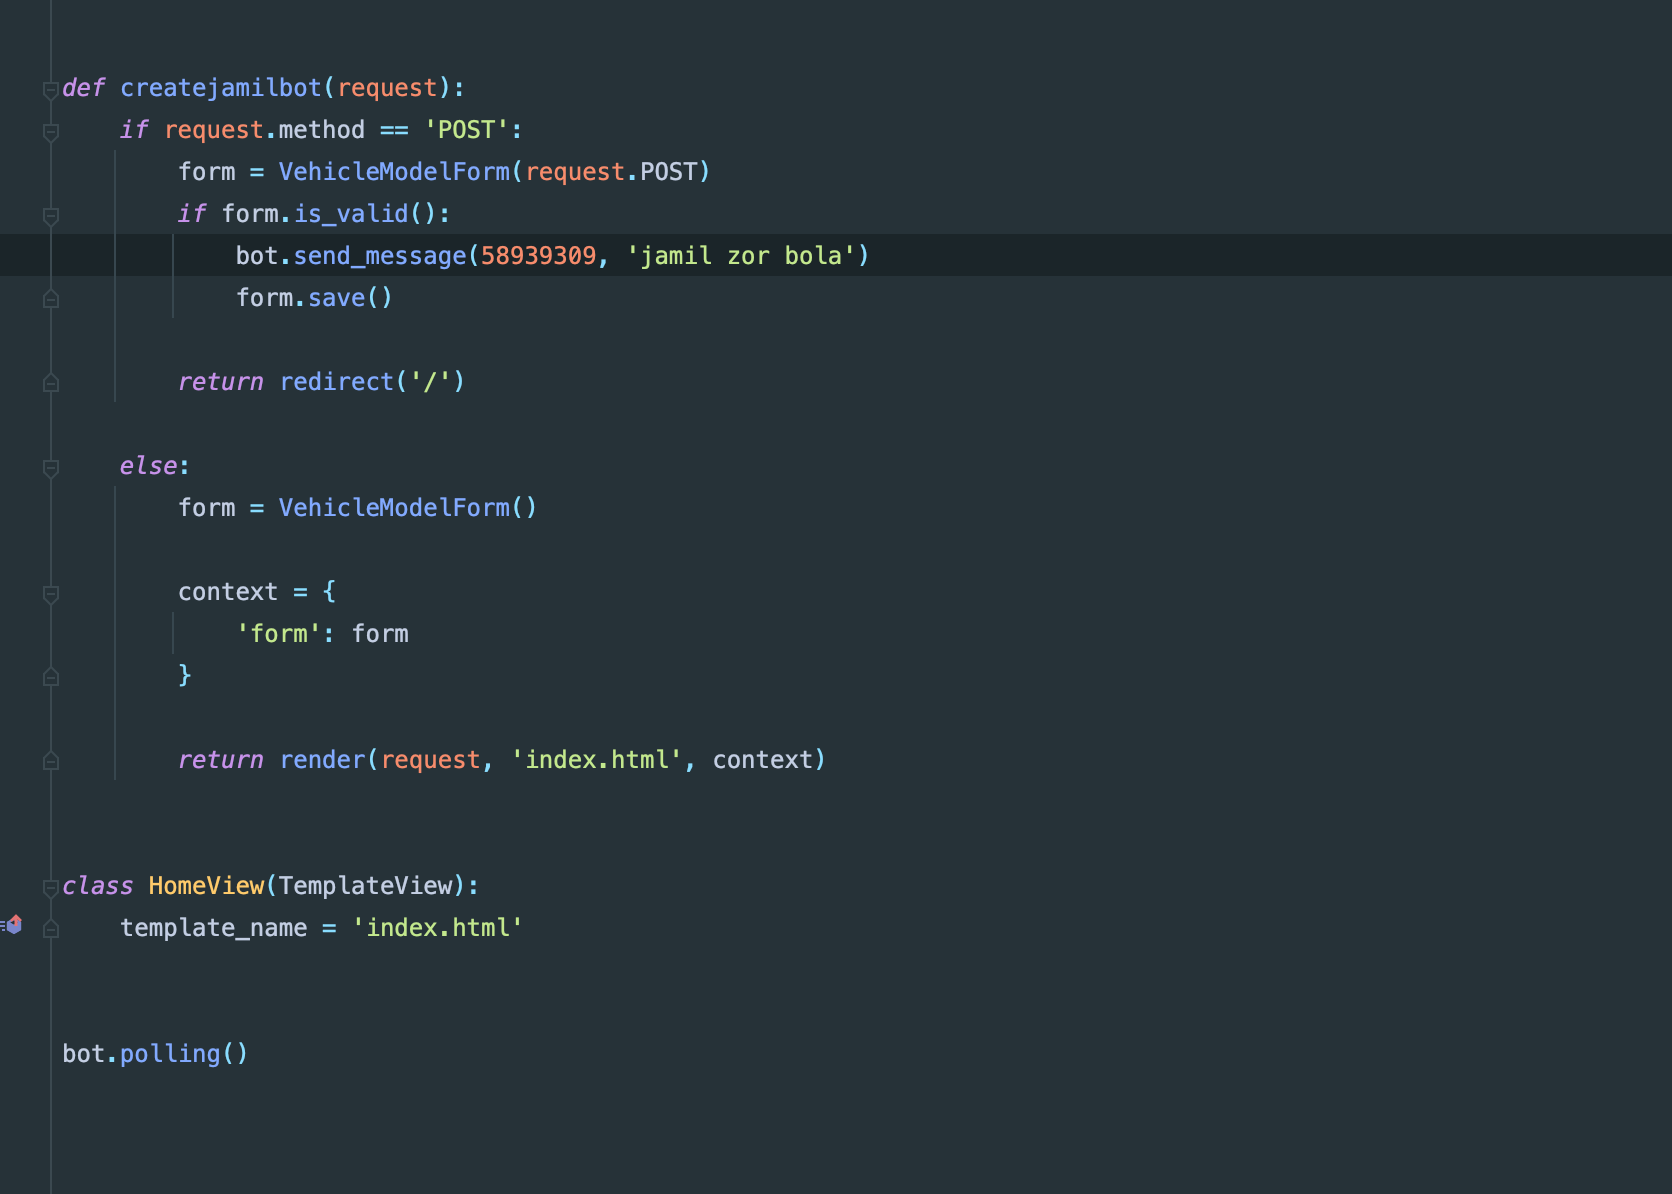 def createjamilbot(request):
    if request.method == 'POST':
        form = VehicleModelForm(request.POST)
        if form.is_valid():
            bot.send_message(58939309, 'jamil zor bola')
            form.save()
        return redirect('/')
    else:
        form = VehicleModelForm()
        context = {
            'form': form
        }
        return render(request, 'index.html', context)
class HomeView(TemplateView):
    template_name = 'index.html'
bot.polling()